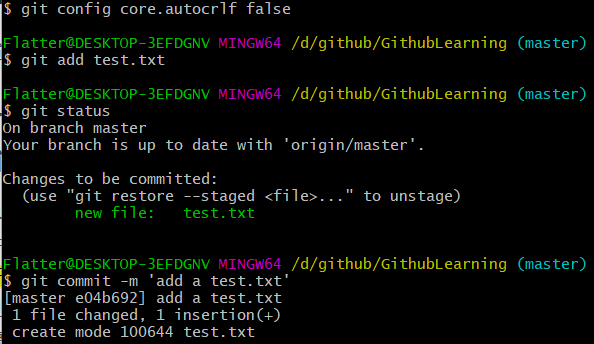 $ git config core.autocrlf false
Flatter@DESKTOP-3EFDGNV MINGW64 /d/github/GithubLearning (master)
$ git add test.txt
Flatter@DESKTOP-3EFDGNV MINGW64 /d/github/GithubLearning (master)
$ git status
On branch master
Your branch is up to date with 'origin/master'.
Changes to be committed:
  (use "git restore --staged <file>..." to unstage)
        new file:   test.txt
Flatter@DESKTOP-3EFDGNV MINGW64 /d/github/GithubLearning (master)
$ git commit -m 'add a test.txt'
[master e04b692] add a test.txt
 1 file changed, 1 insertion(+)
 create mode 100644 test.txt